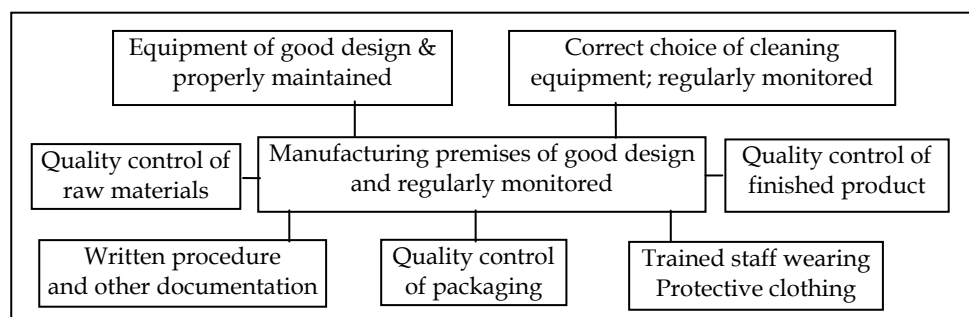 Equipment of good design &
properly maintained
Correct choice of cleaning
equipment; regularly monitored
Quality control of
raw materials
Manufacturing premises of good design
and regularly monitored
Quality control of
finished product
Written procedure
and other documentation
Quality control
of packaging
Trained staff wearing
Protective clothing